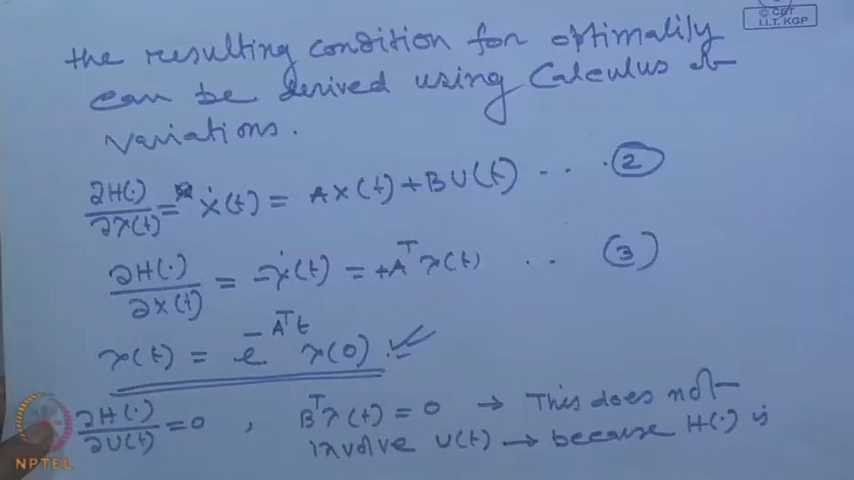 © CET
I.I.T. KGP
the resulting condition for optimality
can be derived using Calculus of
variations.
∂H(·)/∂λ(t) = ẋ(t) = Ax(t) + BU(t) ... (2)
∂H(·)/∂x(t) = -λ̇(t) = +A^T λ(t) ... (3)
λ(t) = e^{-A^T t} λ(0)
∂H(·)/∂U(t) = 0 , B^T λ(t) = 0 → This does not
involve U(t) → because H(·) is
NPTEL